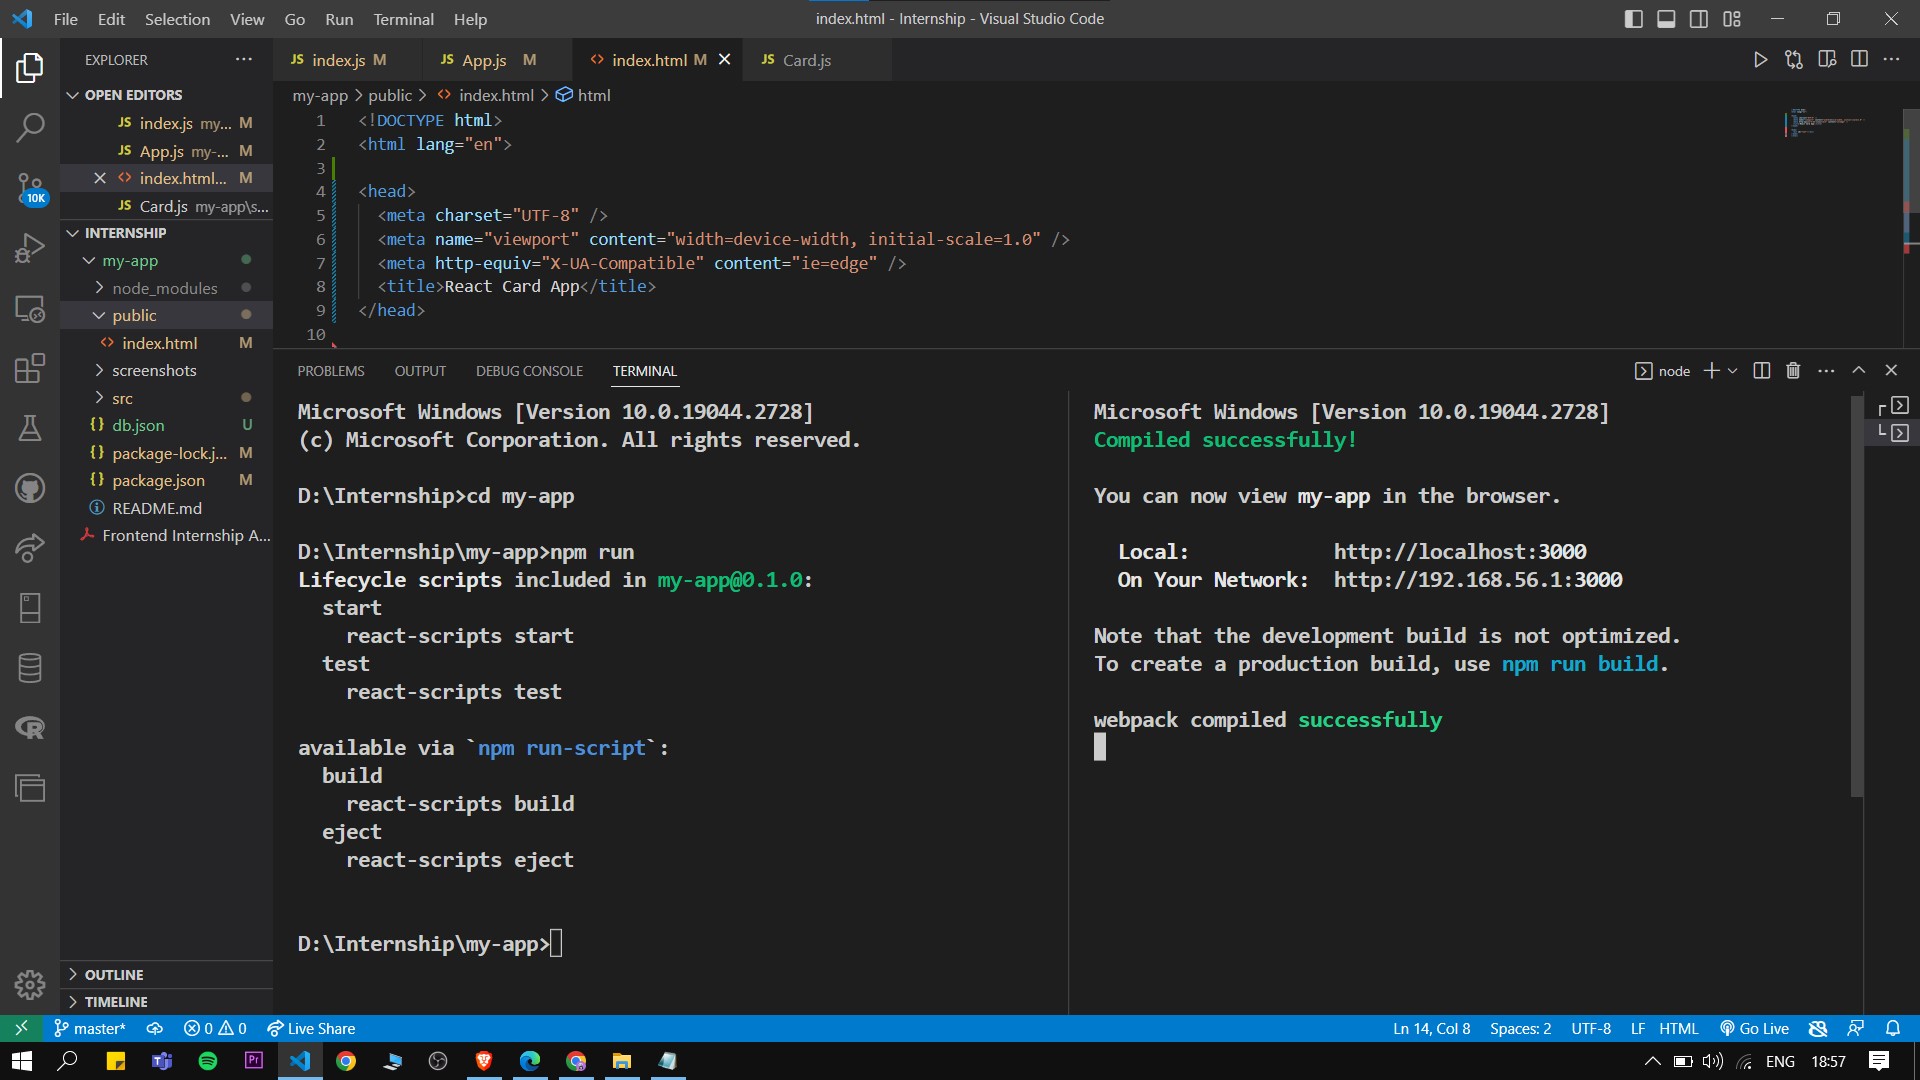 File Edit Selection View Go Run Terminal Help
index.html - Internship - Visual Studio Code
EXPLORER
OPEN EDITORS
JS index.js my... M
JS App.js my-... M
index.html... M
JS Card.js my-app\s...
INTERNSHIP
my-app
node_modules
public
index.html M
screenshots
src
{} db.json U
{} package-lock.j... M
{} package.json M
README.md
Frontend Internship A...
OUTLINE
TIMELINE
10K
JS index.js M
JS App.js M
<> index.html M
JS Card.js
my-app > public > <> index.html > html
1 <!DOCTYPE html>
2 <html lang="en">
3
4 <head>
5 <meta charset="UTF-8" />
6 <meta name="viewport" content="width=device-width, initial-scale=1.0" />
7 <meta http-equiv="X-UA-Compatible" content="ie=edge" />
8 <title>React Card App</title>
9 </head>
10
PROBLEMS OUTPUT DEBUG CONSOLE TERMINAL
node
Microsoft Windows [Version 10.0.19044.2728]
(c) Microsoft Corporation. All rights reserved.
D:\Internship>cd my-app
D:\Internship\my-app>npm run
Lifecycle scripts included in my-app@0.1.0:
start
react-scripts start
test
react-scripts test
available via `npm run-script`:
build
react-scripts build
eject
react-scripts eject
D:\Internship\my-app>
Microsoft Windows [Version 10.0.19044.2728]
Compiled successfully!
You can now view my-app in the browser.
Local: http://localhost:3000
On Your Network: http://192.168.56.1:3000
Note that the development build is not optimized.
To create a production build, use npm run build.
webpack compiled successfully
master* 0 0 Live Share
Ln 14, Col 8 Spaces: 2 UTF-8 LF HTML Go Live
Pr
ENG 18:57